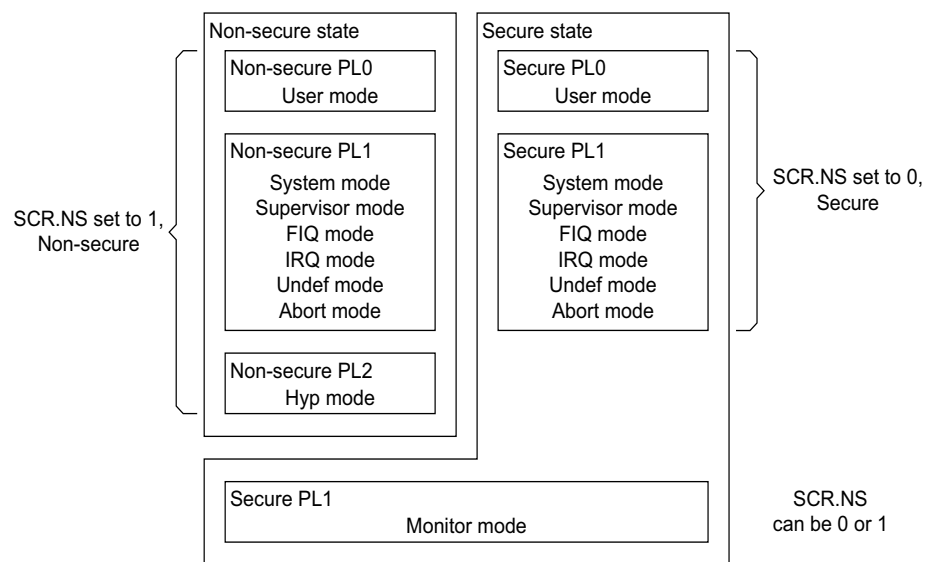 Non-secure state
Non-secure PL0
User mode
Non-secure PL1
System mode
Supervisor mode
FIQ mode
IRQ mode
Undef mode
Abort mode
Non-secure PL2
Hyp mode
SCR.NS set to 1,
Non-secure
Secure state
Secure PL0
User mode
Secure PL1
System mode
Supervisor mode
FIQ mode
IRQ mode
Undef mode
Abort mode
SCR.NS set to 0,
Secure
Secure PL1
Monitor mode
SCR.NS
can be 0 or 1